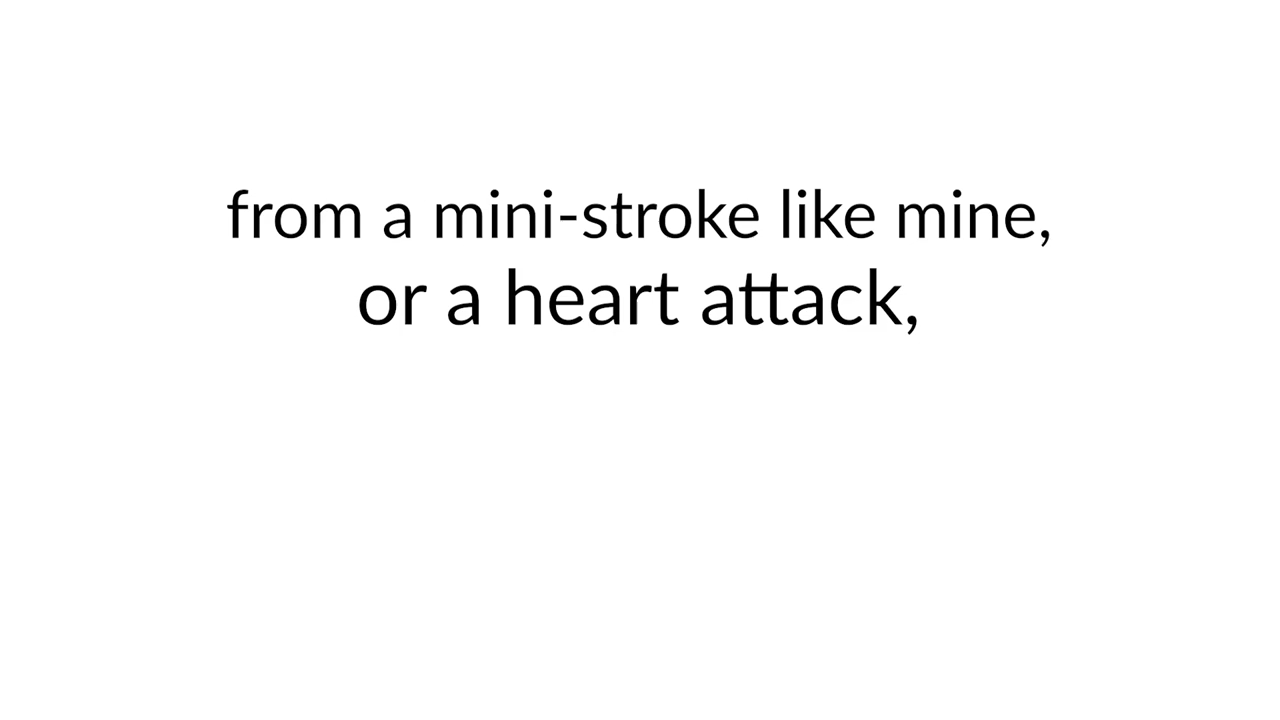 from a mini-stroke like mine,
or a heart attack,